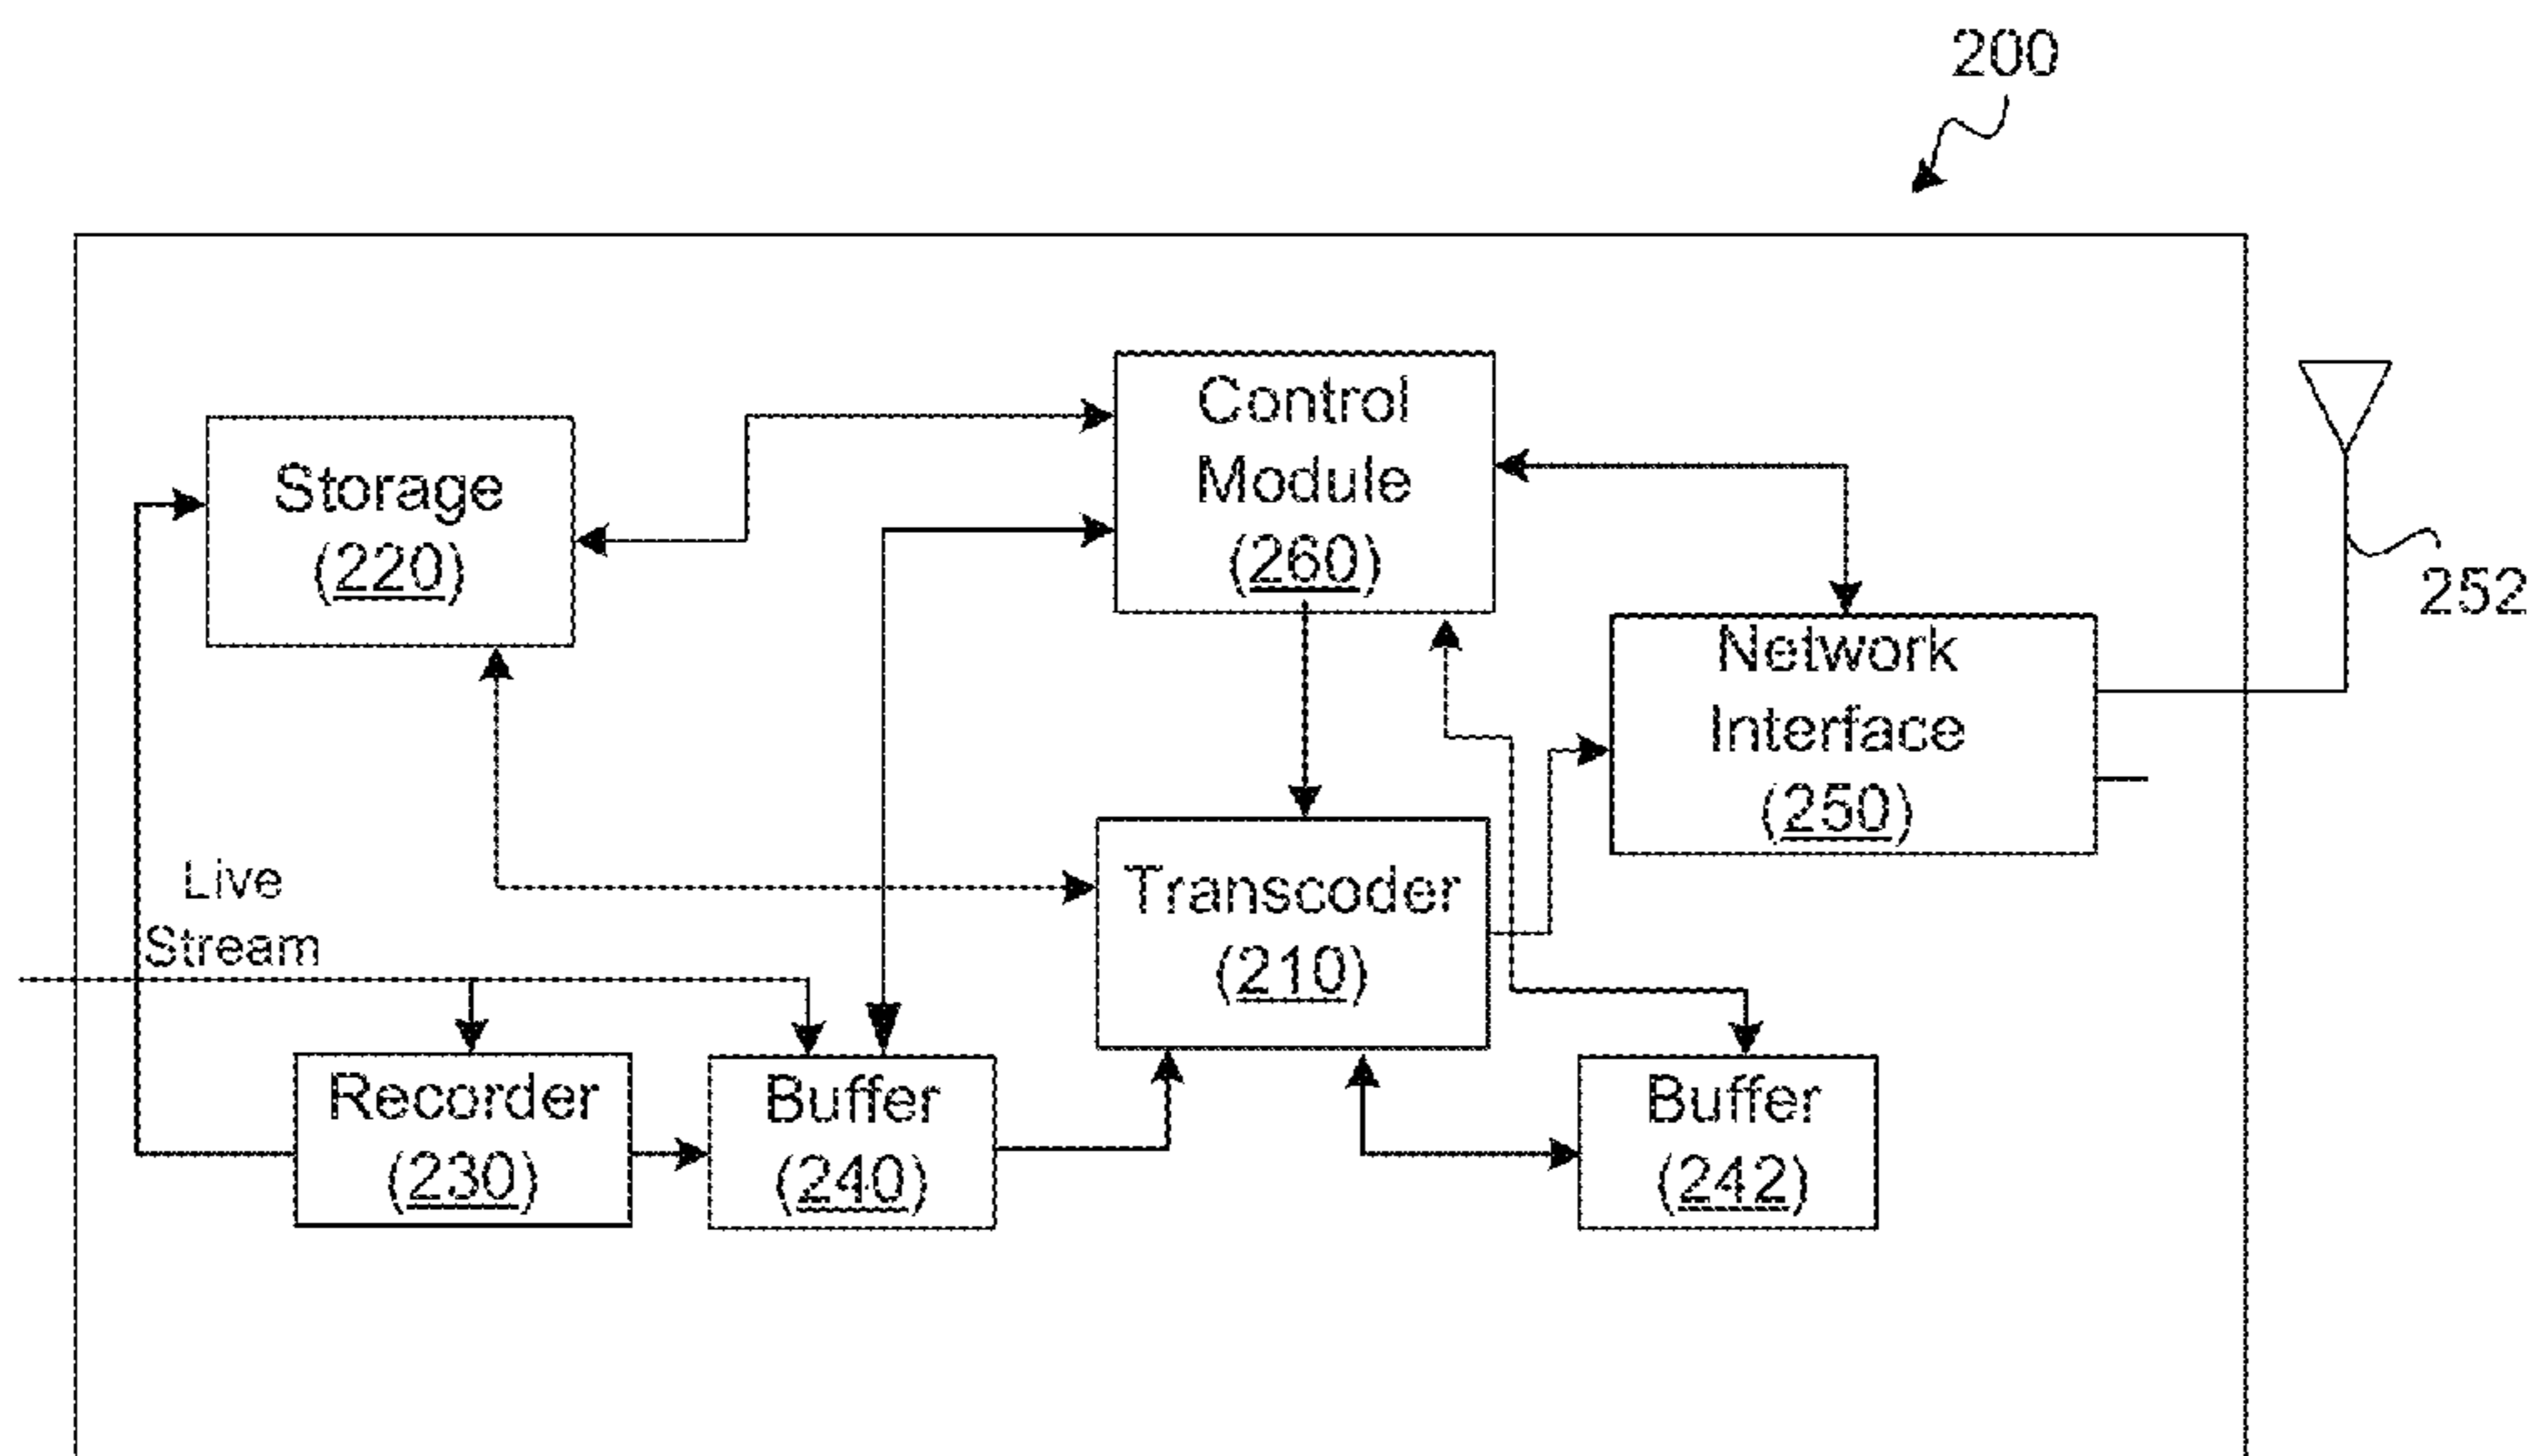 200
Control
Module
(260)
Storage
(220)
252
Network
Interface
(250)
Live
Stream
Transcoder
(210)
Recorder
(230)
Buffer
(240)
Buffer
(242)